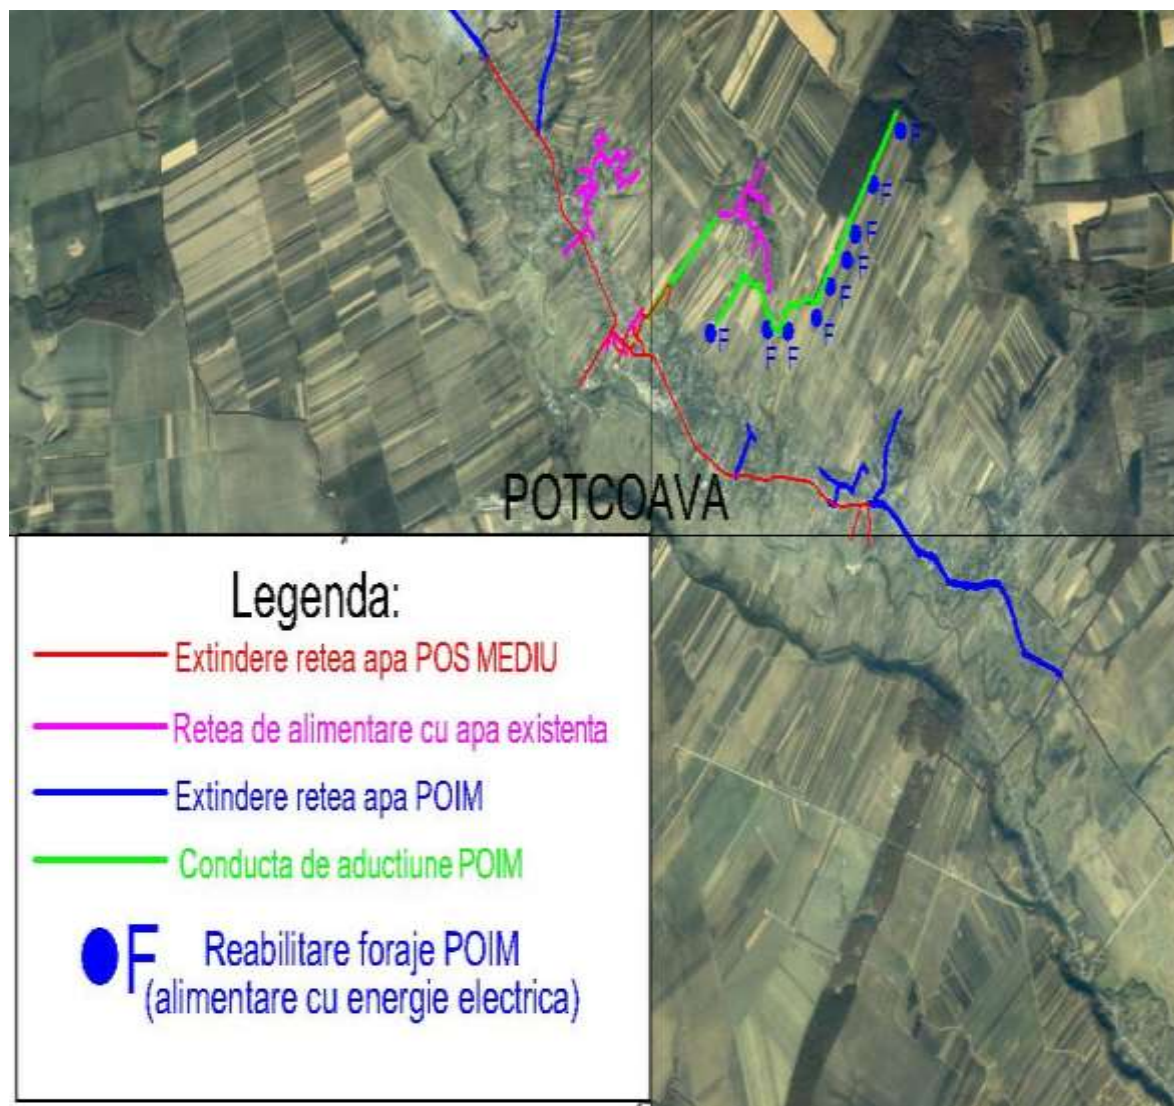 F
F
F
F
F
F
F
F
F
POTCOAVA
Legenda:
Extindere retea apa POS MEDIU
Retea de alimentare cu apa existenta
Extindere retea apa POIM
Conducta de aductiune POIM
F Reabilitare foraje POIM
(alimentare cu energie electrica)